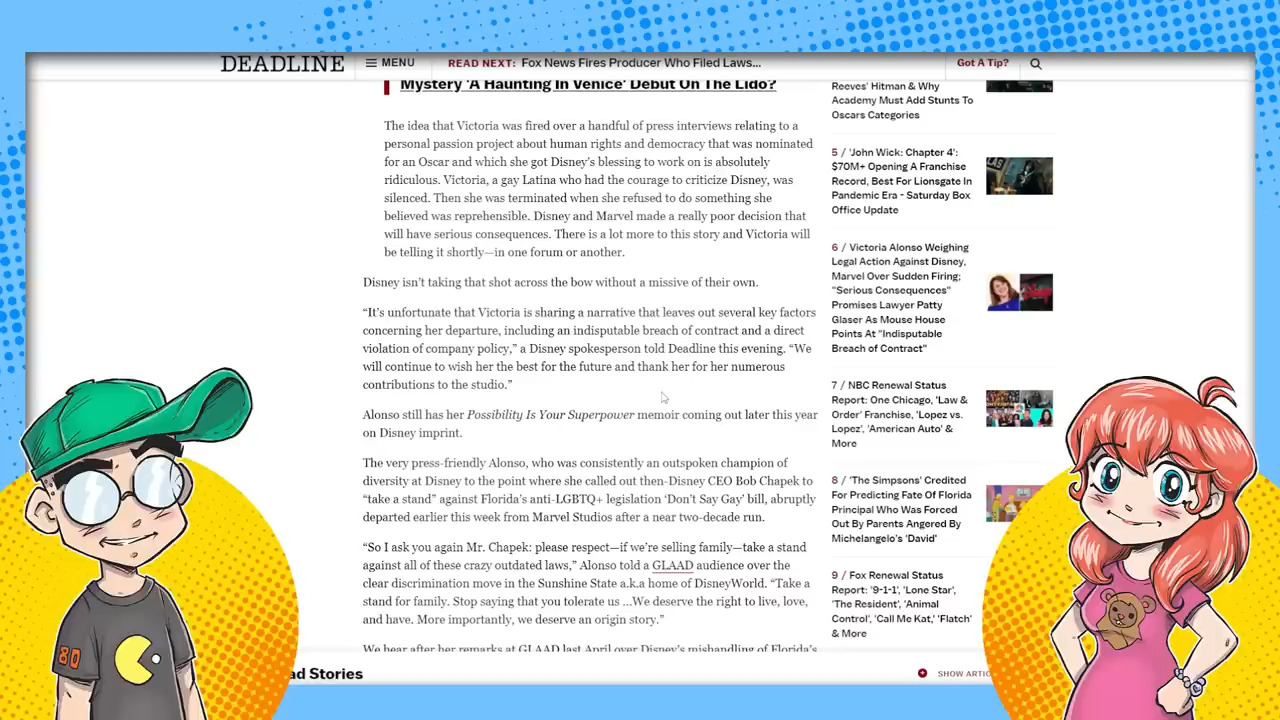 DEADLINE
MENU
READ NEXT: Fox News Fires Producer Who Filed Laws...
Got A Tip?
Mystery 'A Haunting In Venice' Debut On The Lido?
The idea that Victoria was fired over a handful of press interviews relating to a
personal passion project about human rights and democracy that was nominated
for an Oscar and which she got Disney's blessing to work on is absolutely
ridiculous. Victoria, a gay Latina who had the courage to criticize Disney, was
silenced. Then she was terminated when she refused to do something she
believed was reprehensible. Disney and Marvel made a really poor decision that
will have serious consequences. There is a lot more to this story and Victoria will
be telling it shortly—in one forum or another.
Disney isn't taking that shot across the bow without a missive of their own.
“It's unfortunate that Victoria is sharing a narrative that leaves out several key factors
concerning her departure, including an indisputable breach of contract and a direct
violation of company policy,” a Disney spokesperson told Deadline this evening. “We
will continue to wish her the best for the future and thank her for her numerous
contributions to the studio.”
Alonso still has her Possibility Is Your Superpower memoir coming out later this year
on Disney imprint.
The very press-friendly Alonso, who was consistently an outspoken champion of
diversity at Disney to the point where she called out then-Disney CEO Bob Chapek to
“take a stand” against Florida's anti-LGBTQ+ legislation ‘Don't Say Gay’ bill, abruptly
departed earlier this week from Marvel Studios after a near two-decade run.
“So I ask you again Mr. Chapek: please respect—if we're selling family—take a stand
against all of these crazy outdated laws,” Alonso told a GLAAD audience over the
clear discrimination move in the Sunshine State a.k.a home of DisneyWorld. “Take a
stand for family. Stop saying that you tolerate us …We deserve the right to live, love,
and have. More importantly, we deserve an origin story.”
We hear after her remarks at GLAAD last April over Disney's mishandling of Florida's
Reeves' Hitman & Why
Academy Must Add Stunts To
Oscars Categories
5 / 'John Wick: Chapter 4':
$70M+ Opening A Franchise
Record, Best For Lionsgate In
Pandemic Era - Saturday Box
Office Update
6 / Victoria Alonso Weighing
Legal Action Against Disney,
Marvel Over Sudden Firing;
"Serious Consequences"
Promises Lawyer Patty
Glaser As Mouse House
Points At "Indisputable
Breach of Contract"
7 / NBC Renewal Status
Report: One Chicago, 'Law &
Order' Franchise, 'Lopez vs.
Lopez', 'American Auto' &
More
8 / 'The Simpsons' Credited
For Predicting Fate Of Florida
Principal Who Was Forced
Out By Parents Angered By
Michelangelo's 'David'
9 / Fox Renewal Status
Report: '9-1-1', 'Lone Star',
'The Resident', 'Animal
Control', 'Call Me Kat,' 'Flatch'
& More
ad Stories
SHOW ARTIC
80